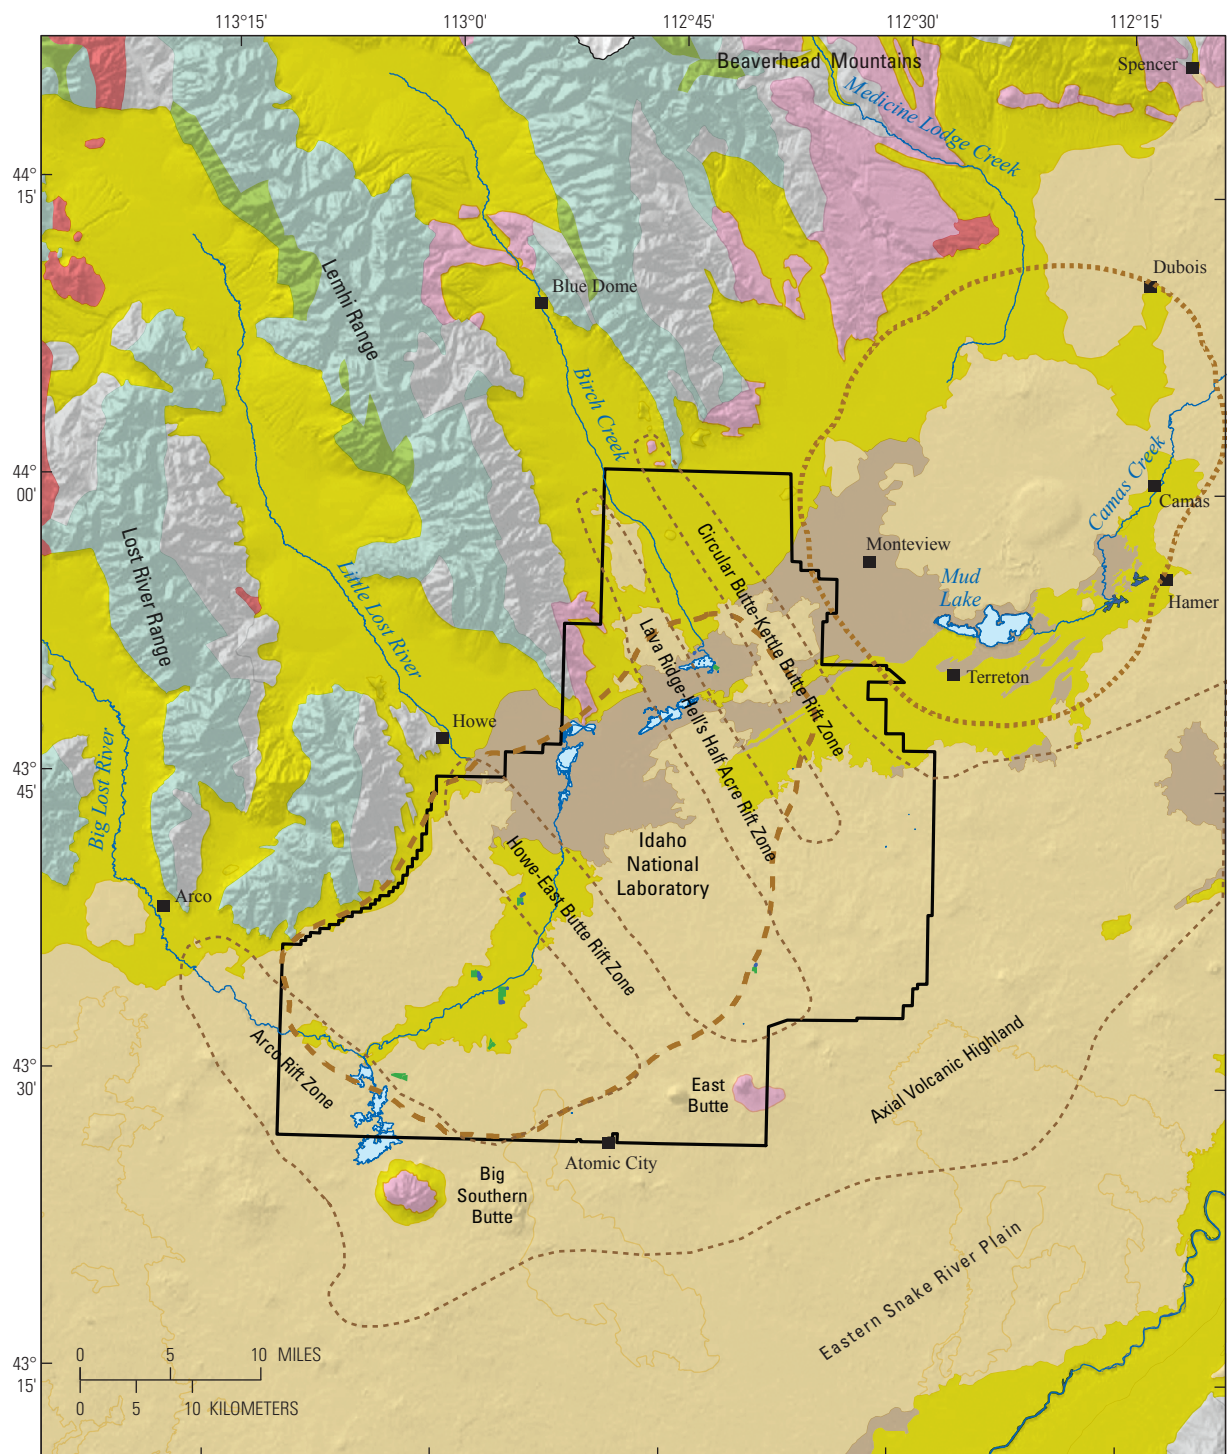 113°15'
113°0'
112°45'
112°30'
112°15'
Beaverhead Mountains
Spencer
Medicine Lodge Creek
44°
15'
Lemhi Range
Dubois
Blue Dome
Birch Creek
44°
00'
Camas Creek
Camas
Circular Butte-Kettle Butte Rift Zone
Lost River Range
Monteview
Little Lost River
Mud
Lake
Hamer
Lava Ridge-Hell's Half Acre Rift Zone
Terreton
Howe
43°
45'
Big Lost River
Idaho
National
Laboratory
Howe-East Butte Rift Zone
Arco
43°
30'
Arco Rift Zone
Axial Volcanic Highland
East
Butte
Atomic City
Big
Southern
Butte
Eastern Snake River Plain
43°
15'
0 5 10 MILES
0 5 10 KILOMETERS